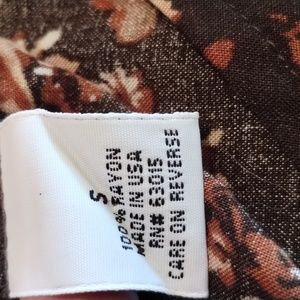 S
100% RAYON
MADE IN USA
RN# 63015
CARE ON REVERSE